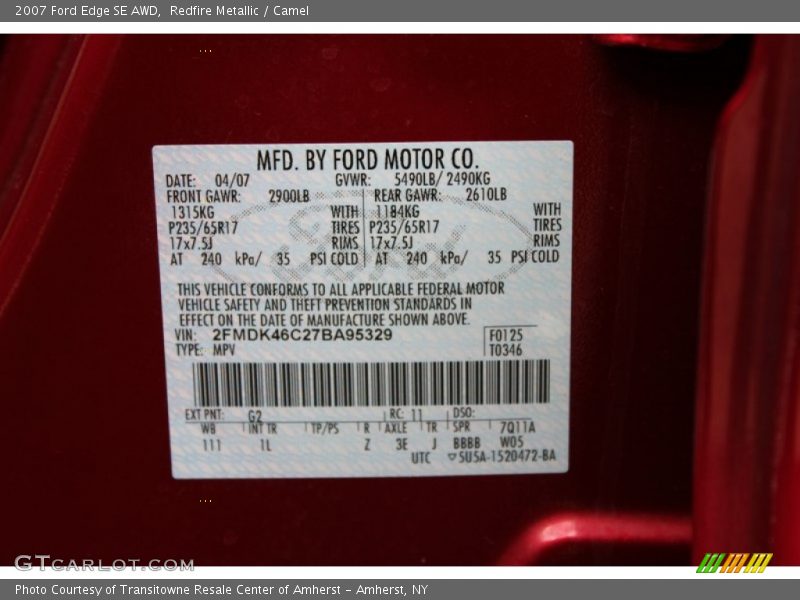 2007 Ford Edge SE AWD,  Redfire Metallic / Camel
MFD. BY FORD MOTOR CO.
DATE: 04/07 GVWR: 5490LB/ 2490KG
FRONT GAWR: 2900LB REAR GAWR: 2610LB
1315KG WITH 1184KG WITH
P235/65R17 TIRES P235/65R17 TIRES
17x7.5J RIMS 17x7.5J RIMS
AT 240 kPa/ 35 PSI COLD AT 240 kPa/ 35 PSI COLD
THIS VEHICLE CONFORMS TO ALL APPLICABLE FEDERAL MOTOR
VEHICLE SAFETY AND THEFT PREVENTION STANDARDS IN
EFFECT ON THE DATE OF MANUFACTURE SHOWN ABOVE.
VIN: 2FMDK46C27BA95329 F0125
TYPE: MPV T0346
EXT PNT: G2 RC: 11 DSO:
WB INT TR TP/PS R AXLE TR SPR 7Q11A
111 1L Z 3E J BBBB W05
UTC ▽5U5A-1520472-BA
GTCARLOT.COM
Photo Courtesy of Transitowne Resale Center of Amherst - Amherst, NY